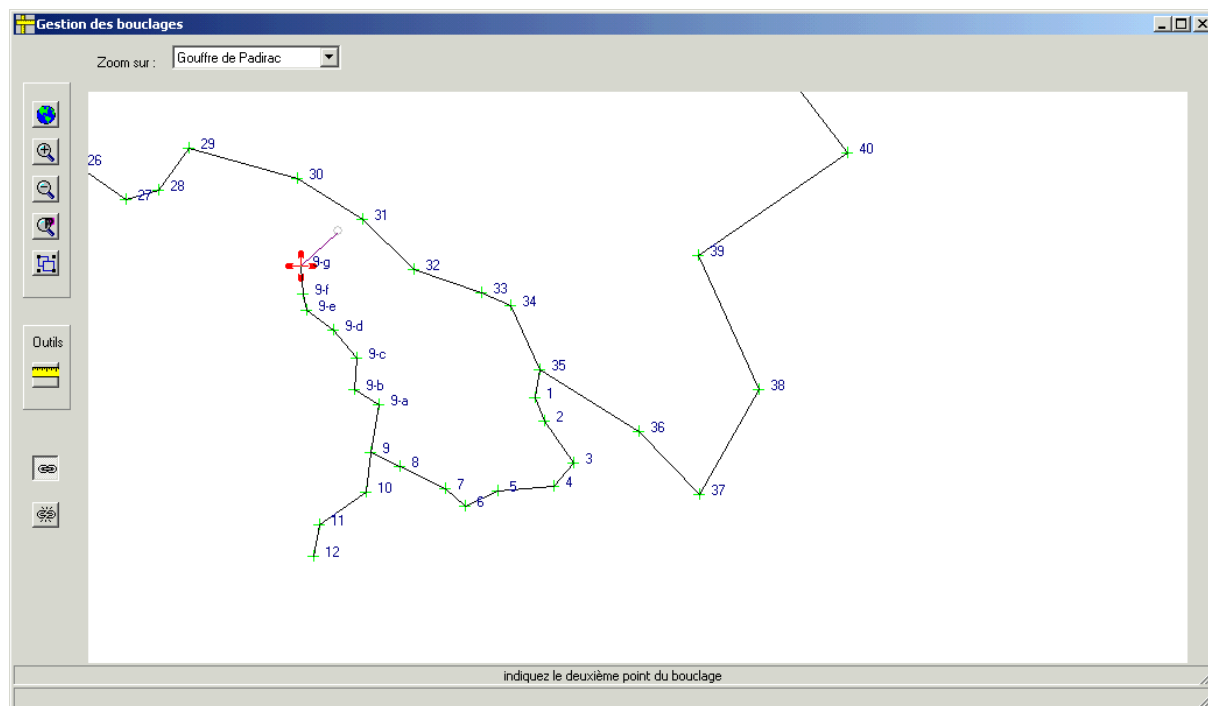 Gestion des bouclages
Zoom sur :
Gouffre de Padirac
Outils
26
27
28
29
30
31
32
33
34
35
36
37
38
39
40
9-g
9-f
9-e
9-d
9-c
9-b
9-a
9
8
7
6
5
4
3
2
1
10
11
12
indiquez le deuxième point du bouclage